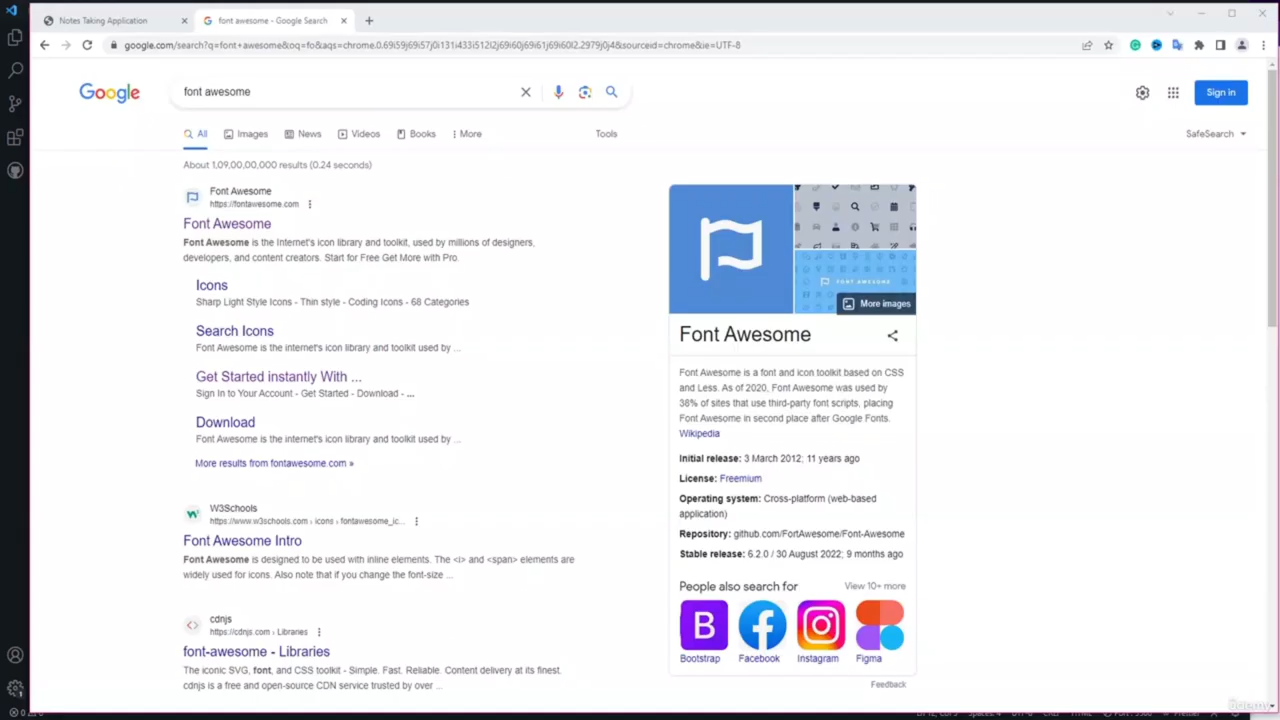 Notes Taking Application
font awesome - Google Search
google.com/search?q=font+awesome&oq=fo&aqs=chrome.0.69i59j69i57j0i131i433i512l2j69i60j69i61j69i60l2.2979j0j4&sourceid=chrome&ie=UTF-8
Google
font awesome
Sign in
All
Images
News
Videos
Books
More
Tools
SafeSearch
About 1,09,00,00,000 results (0.24 seconds)
Font Awesome
https://fontawesome.com
Font Awesome
Font Awesome is the Internet's icon library and toolkit, used by millions of designers,
developers, and content creators. Start for Free Get More with Pro.
Icons
Sharp Light Style Icons - Thin style - Coding Icons - 68 Categories
Search Icons
Font Awesome is the internet's icon library and toolkit used by ...
Get Started instantly With ...
Sign In to Your Account - Get Started - Download - ...
Download
Font Awesome is the internet's icon library and toolkit used by ...
More results from fontawesome.com »
W3Schools
https://www.w3schools.com › icons › fontawesome_ic...
Font Awesome Intro
Font Awesome is designed to be used with inline elements. The <i> and <span> elements are
widely used for icons. Also note that if you change the font-size ...
cdnjs
https://cdnjs.com › Libraries
font-awesome - Libraries
The iconic SVG, font, and CSS toolkit - Simple. Fast. Reliable. Content delivery at its finest.
cdnjs is a free and open-source CDN service trusted by over ...
FONT AWESOME
More images
Font Awesome
Font Awesome is a font and icon toolkit based on CSS
and Less. As of 2020, Font Awesome was used by
38% of sites that use third-party font scripts, placing
Font Awesome in second place after Google Fonts.
Wikipedia
Initial release: 3 March 2012; 11 years ago
License: Freemium
Operating system: Cross-platform (web-based
application)
Repository: github.com/FortAwesome/Font-Awesome
Stable release: 6.2.0 / 30 August 2022; 9 months ago
People also search for
View 10+ more
B
Bootstrap
Facebook
Instagram
Figma
Feedback
udemy